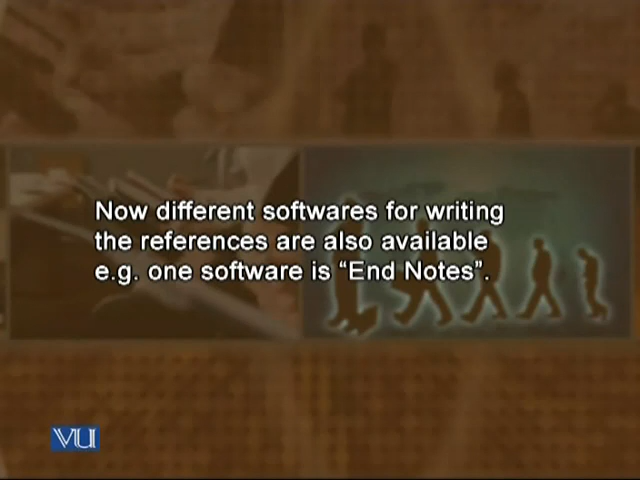 Now different softwares for writing
the references are also available
e.g. one software is “End Notes”.
VU